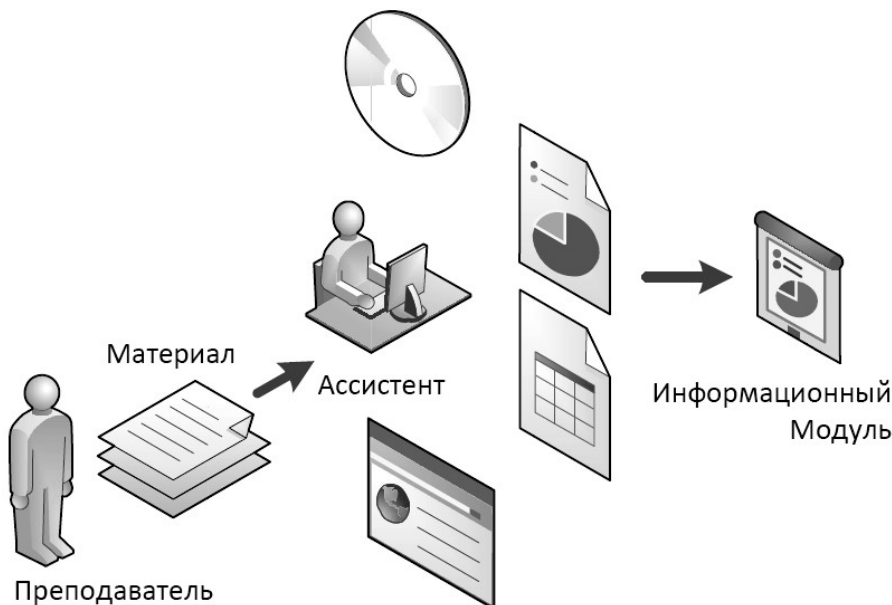 Материал
Ассистент
Информационный
Модуль
Преподаватель